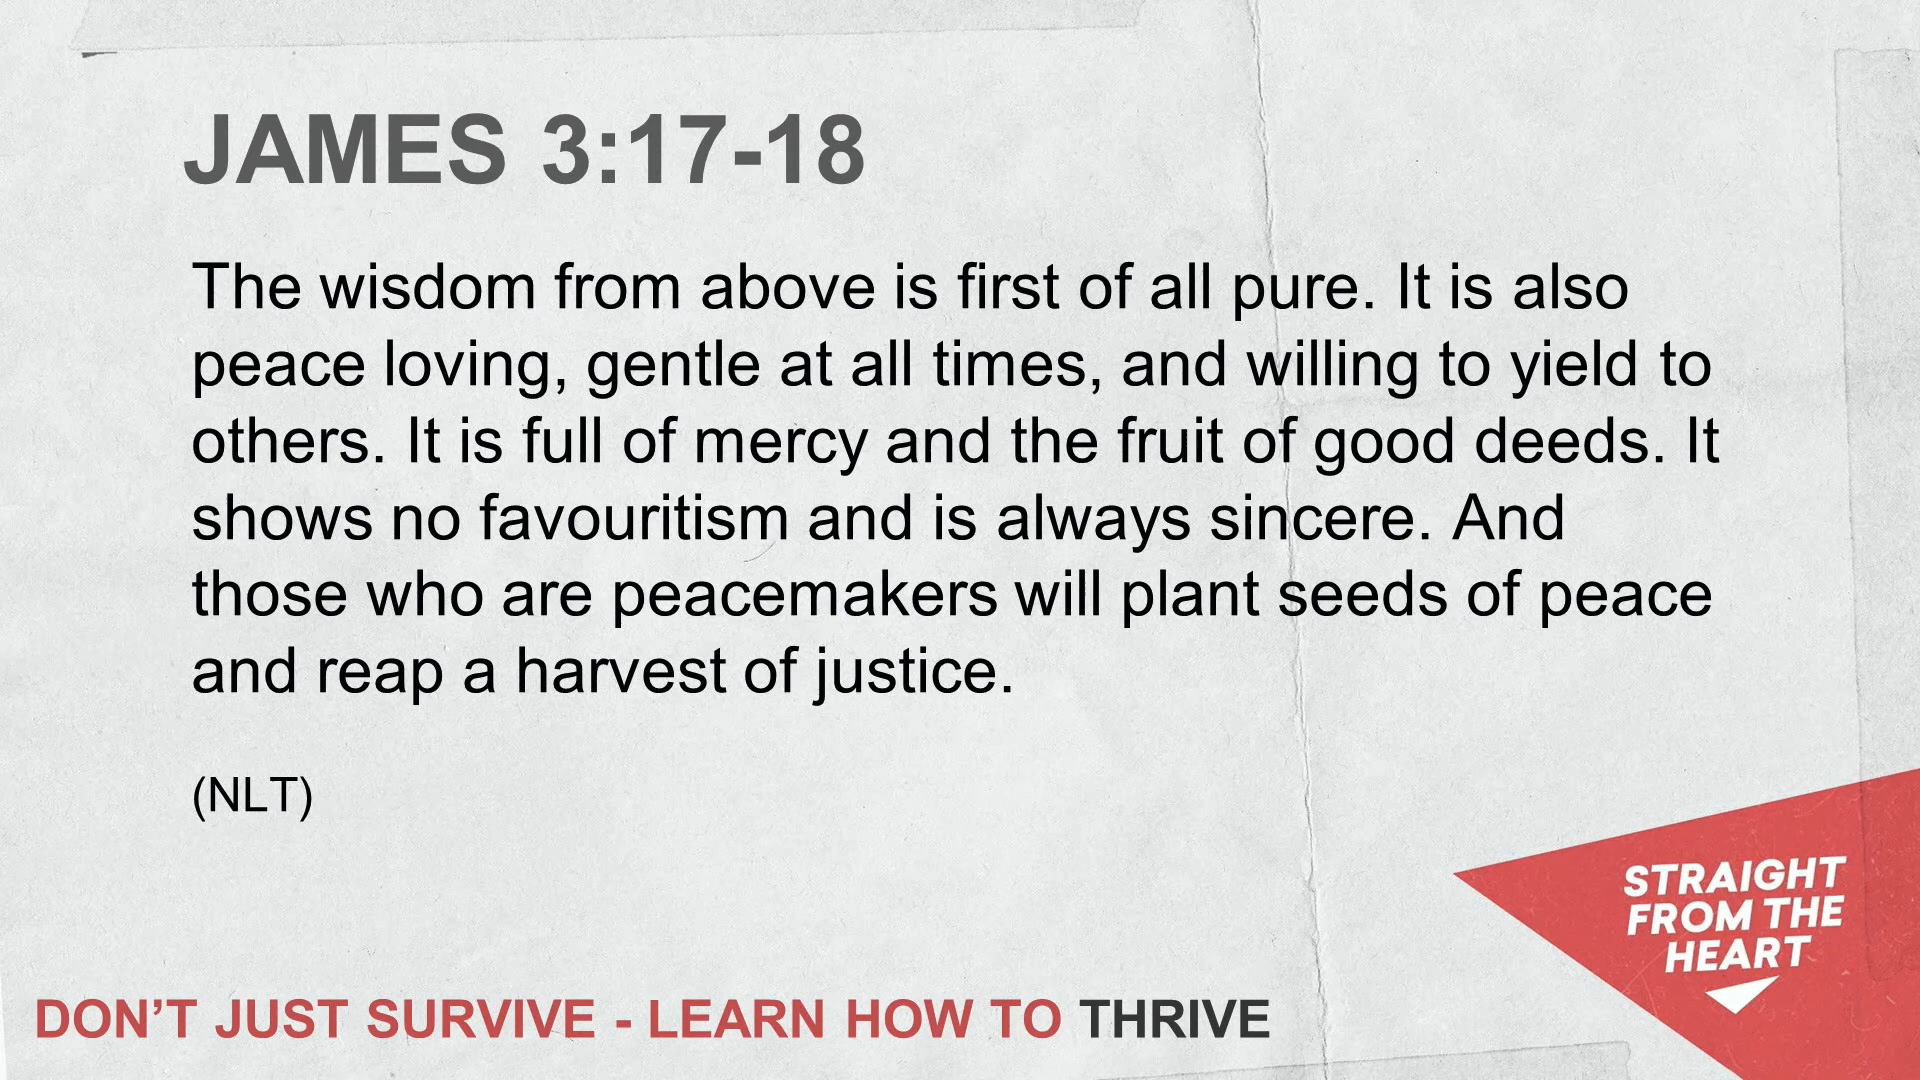 JAMES 3:17-18
The wisdom from above is first of all pure. It is also
peace loving, gentle at all times, and willing to yield to
others. It is full of mercy and the fruit of good deeds. It
shows no favouritism and is always sincere. And
those who are peacemakers will plant seeds of peace
and reap a harvest of justice.
(NLT)
STRAIGHT
FROM THE
HEART
DON’T JUST SURVIVE - LEARN HOW TO THRIVE